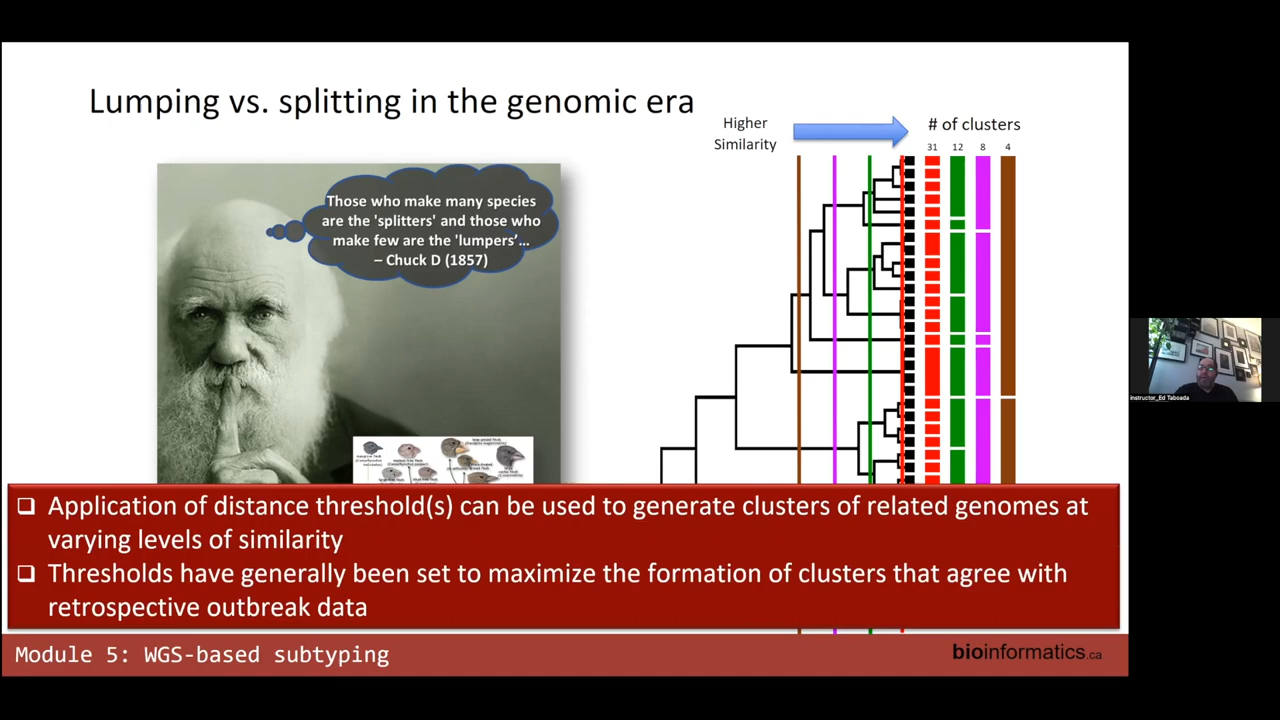 Lumping vs. splitting in the genomic era
Higher
Similarity
# of clusters
31 12 8 4
Those who make many species
are the 'splitters' and those who
make few are the 'lumpers’…
– Chuck D (1857)
❑ Application of distance threshold(s) can be used to generate clusters of related genomes at
varying levels of similarity
❑ Thresholds have generally been set to maximize the formation of clusters that agree with
retrospective outbreak data
Module 5: WGS-based subtyping
bioinformatics.ca
instructor_Ed Taboada